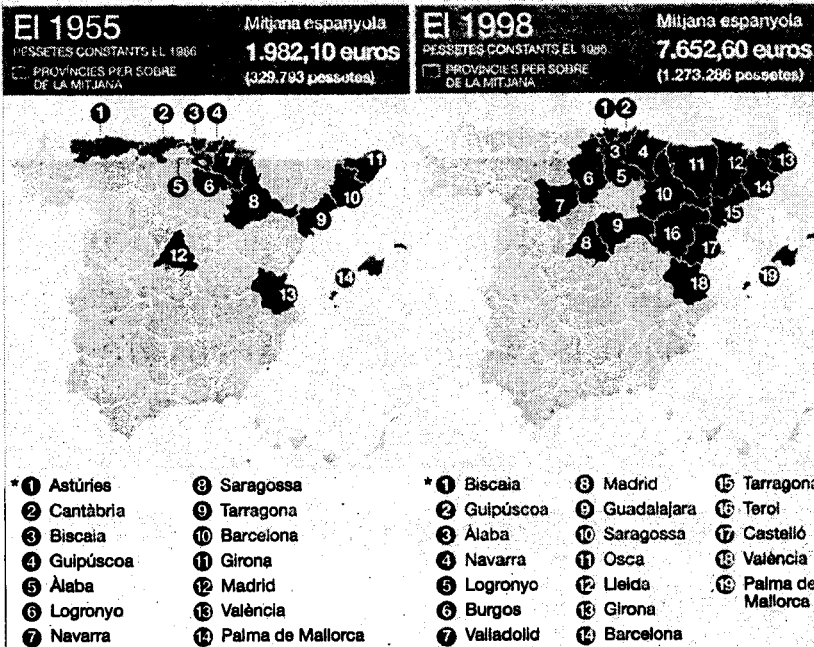 El 1955
PESSETES CONSTANTS EL 1986
PROVÍNCIES PER SOBRE
DE LA MITJANA
Mitjana espanyola
1.982,10 euros
(329.793 pessetes)
1
2
3
4
5
6
7
8
9
10
11
12
13
14
* 1 Astúries
2 Cantàbria
3 Biscaia
4 Guipúscoa
5 Àlaba
6 Logronyo
7 Navarra
8 Saragossa
9 Tarragona
10 Barcelona
11 Girona
12 Madrid
13 València
14 Palma de Mallorca
El 1998
PESSETES CONSTANTS EL 1986
PROVÍNCIES PER SOBRE
DE LA MITJANA
Mitjana espanyola
7.652,60 euros
(1.273.286 pessetes)
1
2
3
4
5
6
7
8
9
10
11
12
13
14
15
16
17
18
19
* 1 Biscaia
2 Guipúscoa
3 Àlaba
4 Navarra
5 Logronyo
6 Burgos
7 Valladolid
8 Madrid
9 Guadalajara
10 Saragossa
11 Osca
12 Lleida
13 Girona
14 Barcelona
15 Tarragona
16 Terol
17 Castelló
18 València
19 Palma de
Mallorca